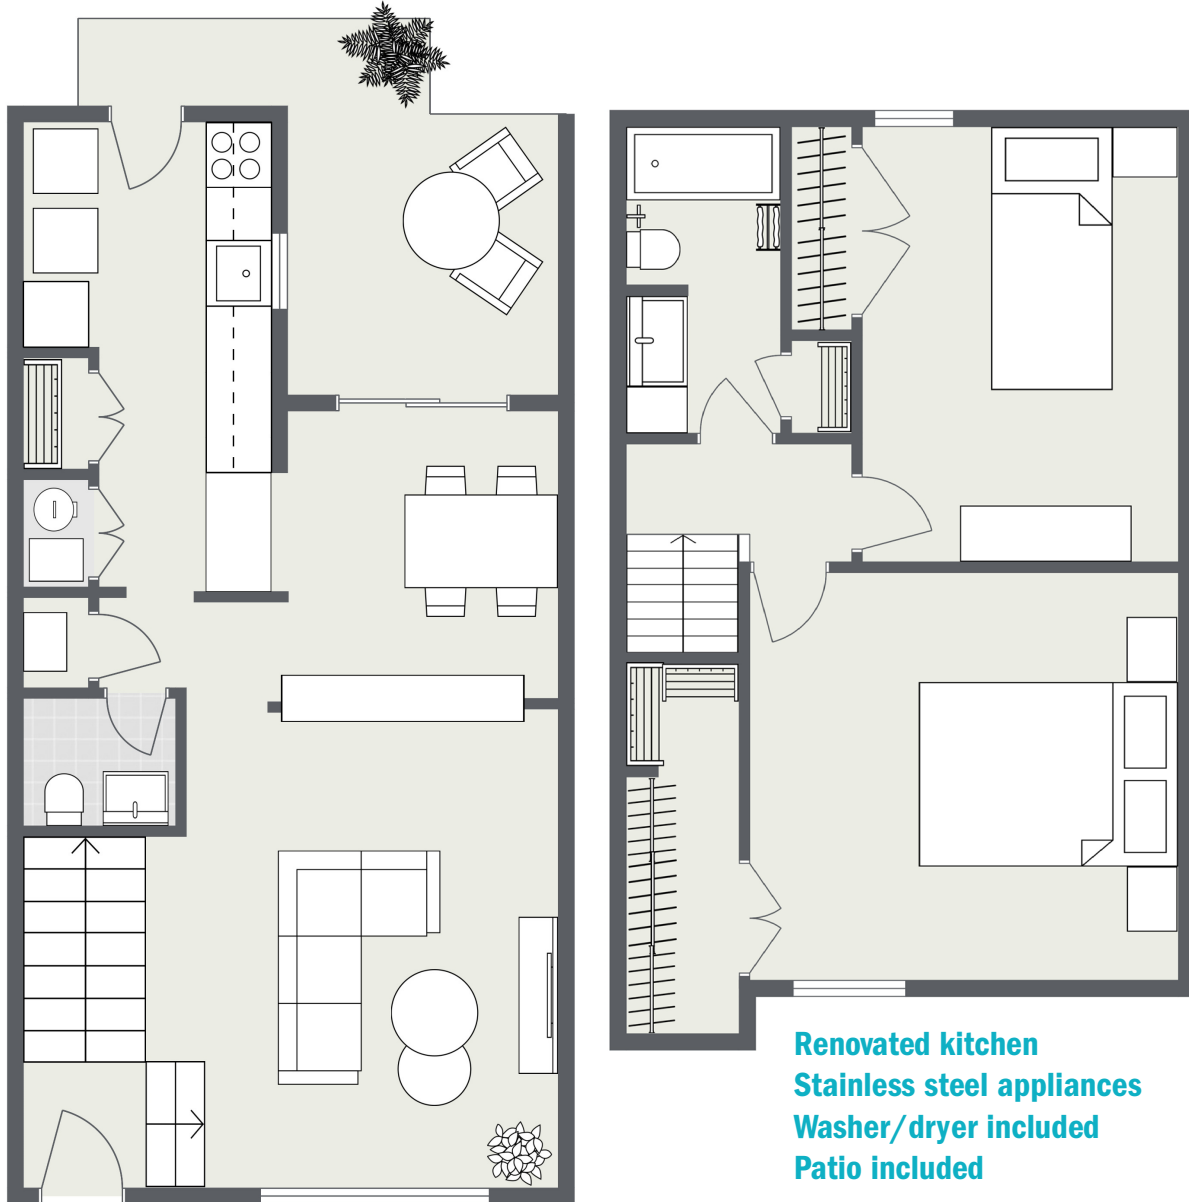 Renovated kitchen
Stainless steel appliances
Washer/dryer included
Patio included